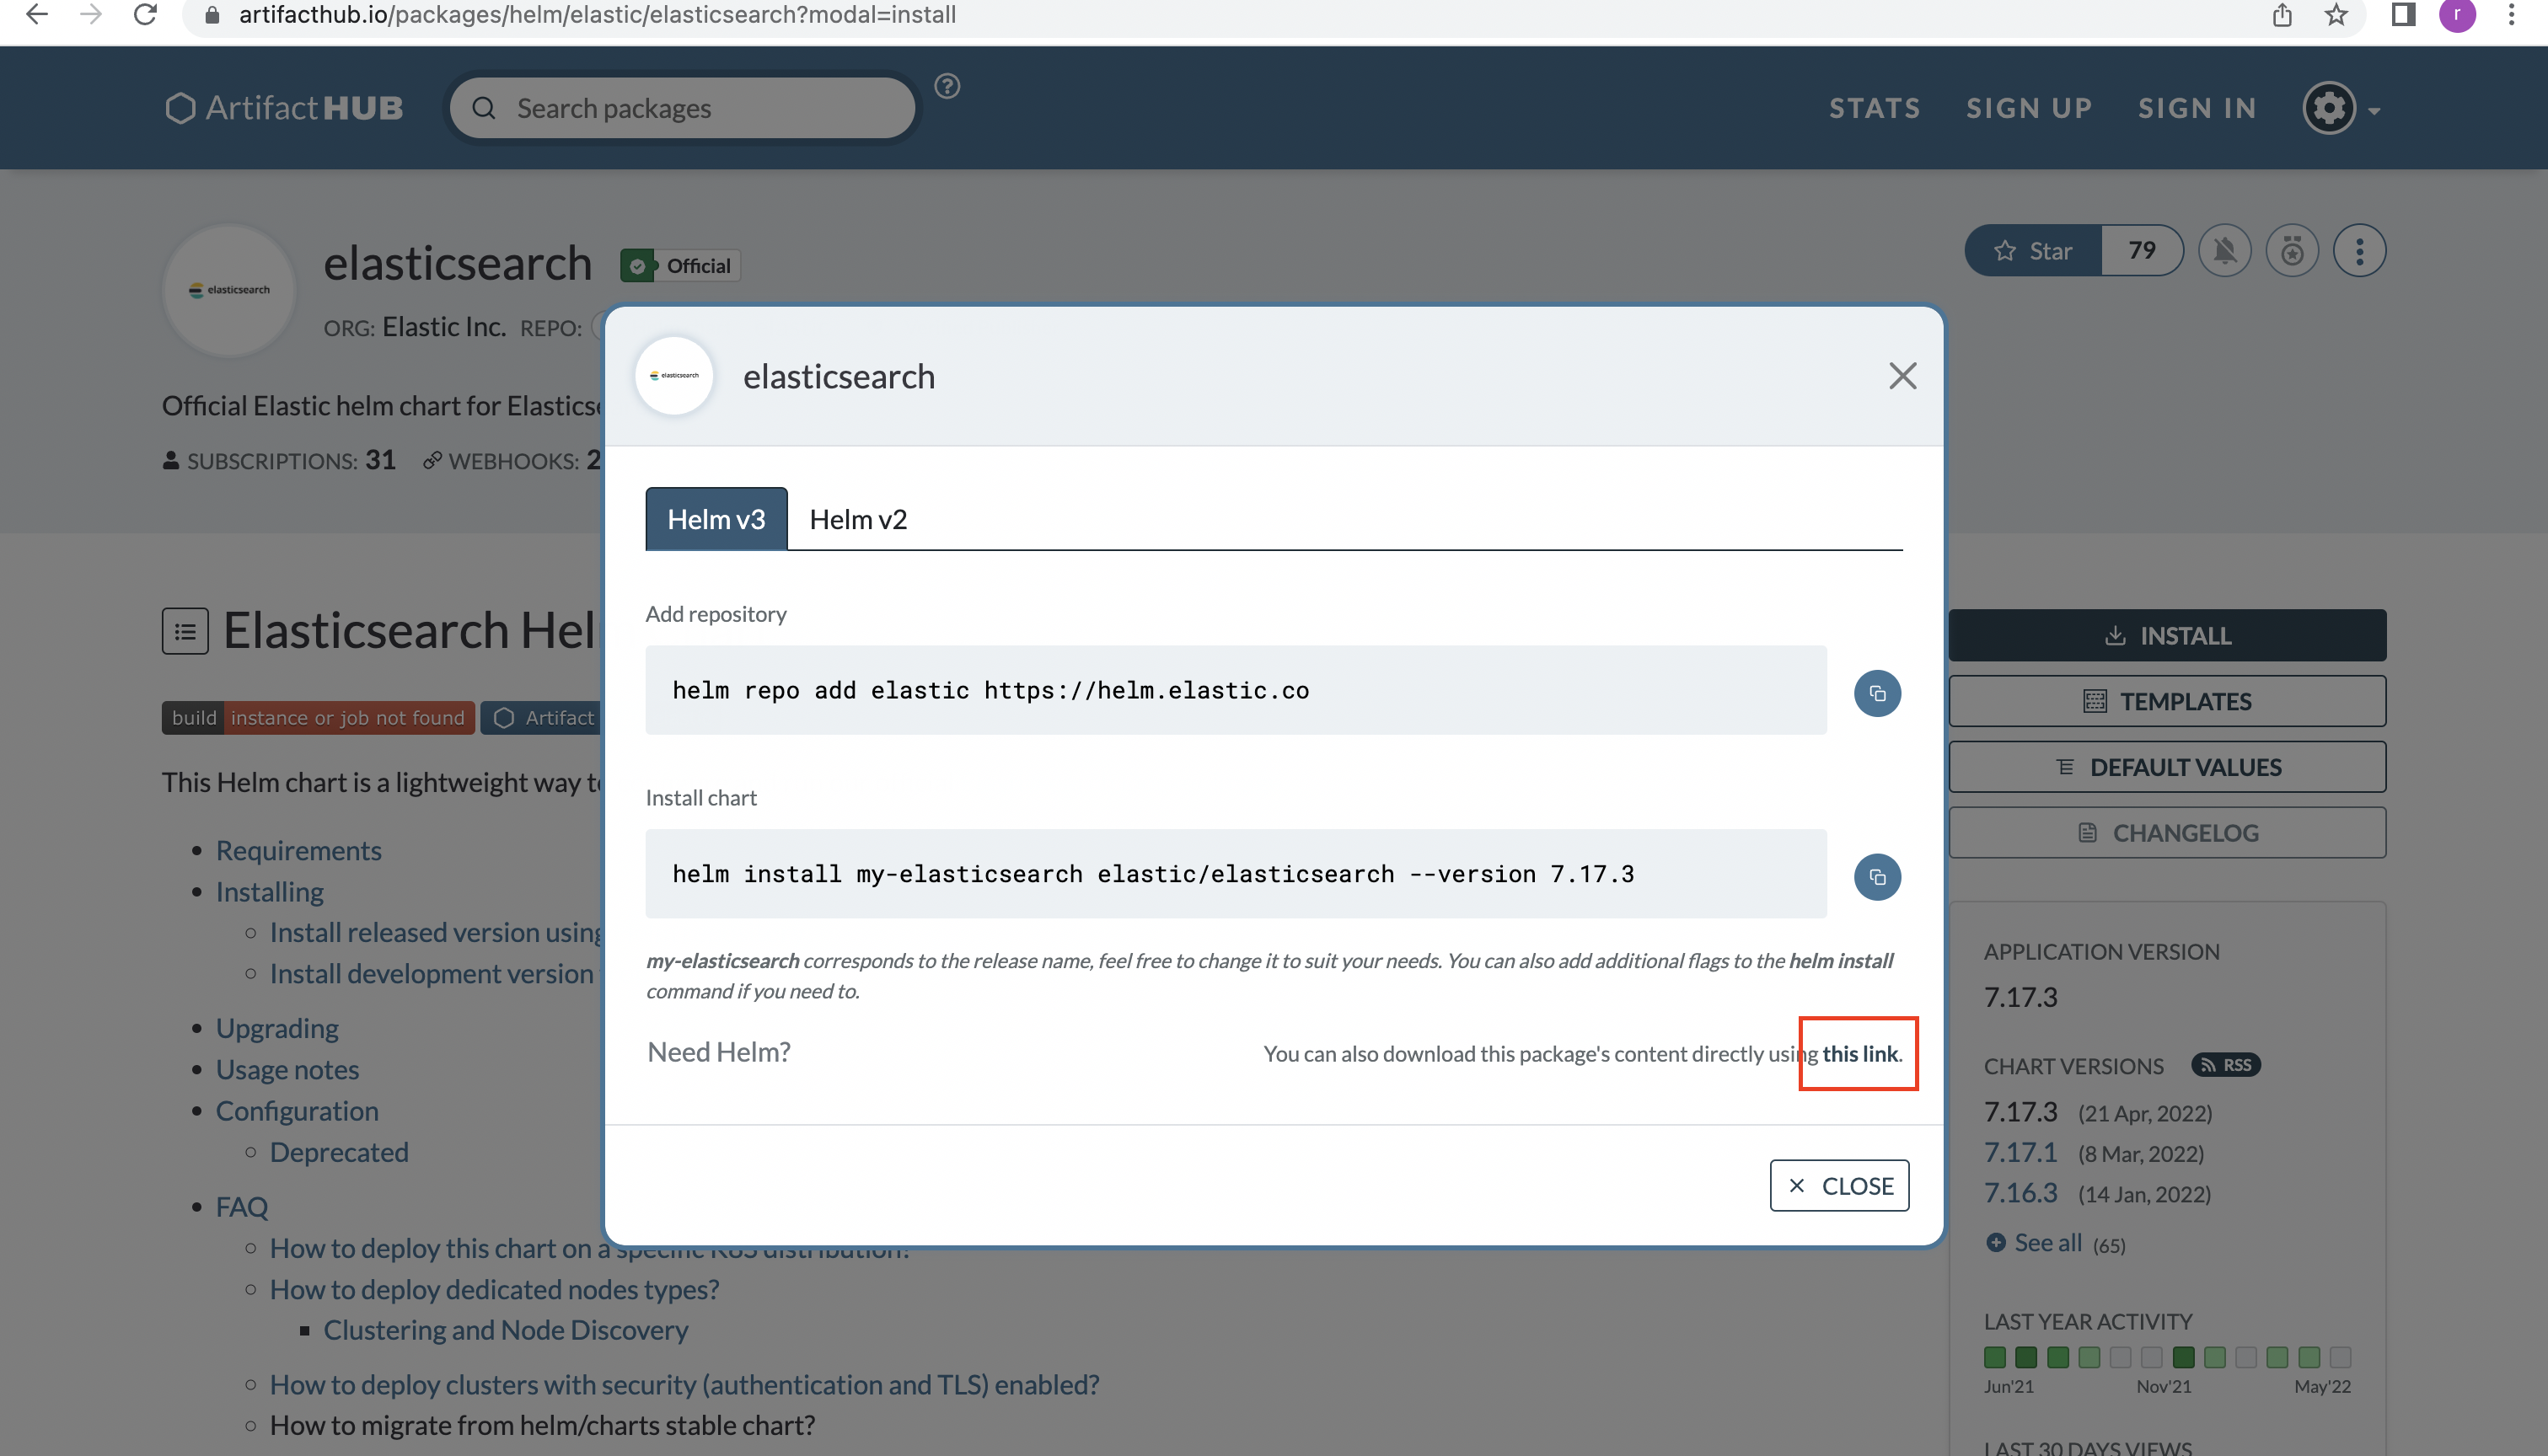 artifacthub.io/packages/helm/elastic/elasticsearch?modal=install
r
Artifact HUB
Search packages
STATS
SIGN UP
SIGN IN
elasticsearch
elasticsearch
Official
Star
79
ORG: Elastic Inc. REPO:
Official Elastic helm chart for
SUBSCRIPTIONS: 31
WEBHOOKS: 2
elasticsearch
elasticsearch
Helm v3
Helm v2
Add repository
helm repo add elastic https://helm.elastic.co
Install chart
helm install my-elasticsearch elastic/elasticsearch --version 7.17.3
my-elasticsearch corresponds to the release name, feel free to change it to suit your needs. You can also add additional flags to the helm install
command if you need to.
Need Helm?
You can also download this package's content directly using this link.
CLOSE
Elasticsearch
build instance or job not found
Artifact
This Helm chart is a lightweight way
Requirements
Installing
Install released version using
Install development version
Upgrading
Usage notes
Configuration
Deprecated
FAQ
How to deploy this chart on a specific K8S distribution?
How to deploy dedicated nodes types?
Clustering and Node Discovery
How to deploy clusters with security (authentication and TLS) enabled?
How to migrate from helm/charts stable chart?
INSTALL
TEMPLATES
DEFAULT VALUES
CHANGELOG
APPLICATION VERSION
7.17.3
CHART VERSIONS
RSS
7.17.3 (21 Apr, 2022)
7.17.1 (8 Mar, 2022)
7.16.3 (14 Jan, 2022)
See all (65)
LAST YEAR ACTIVITY
Jun'21
Nov'21
May'22
LAST 30 DAYS VIEWS